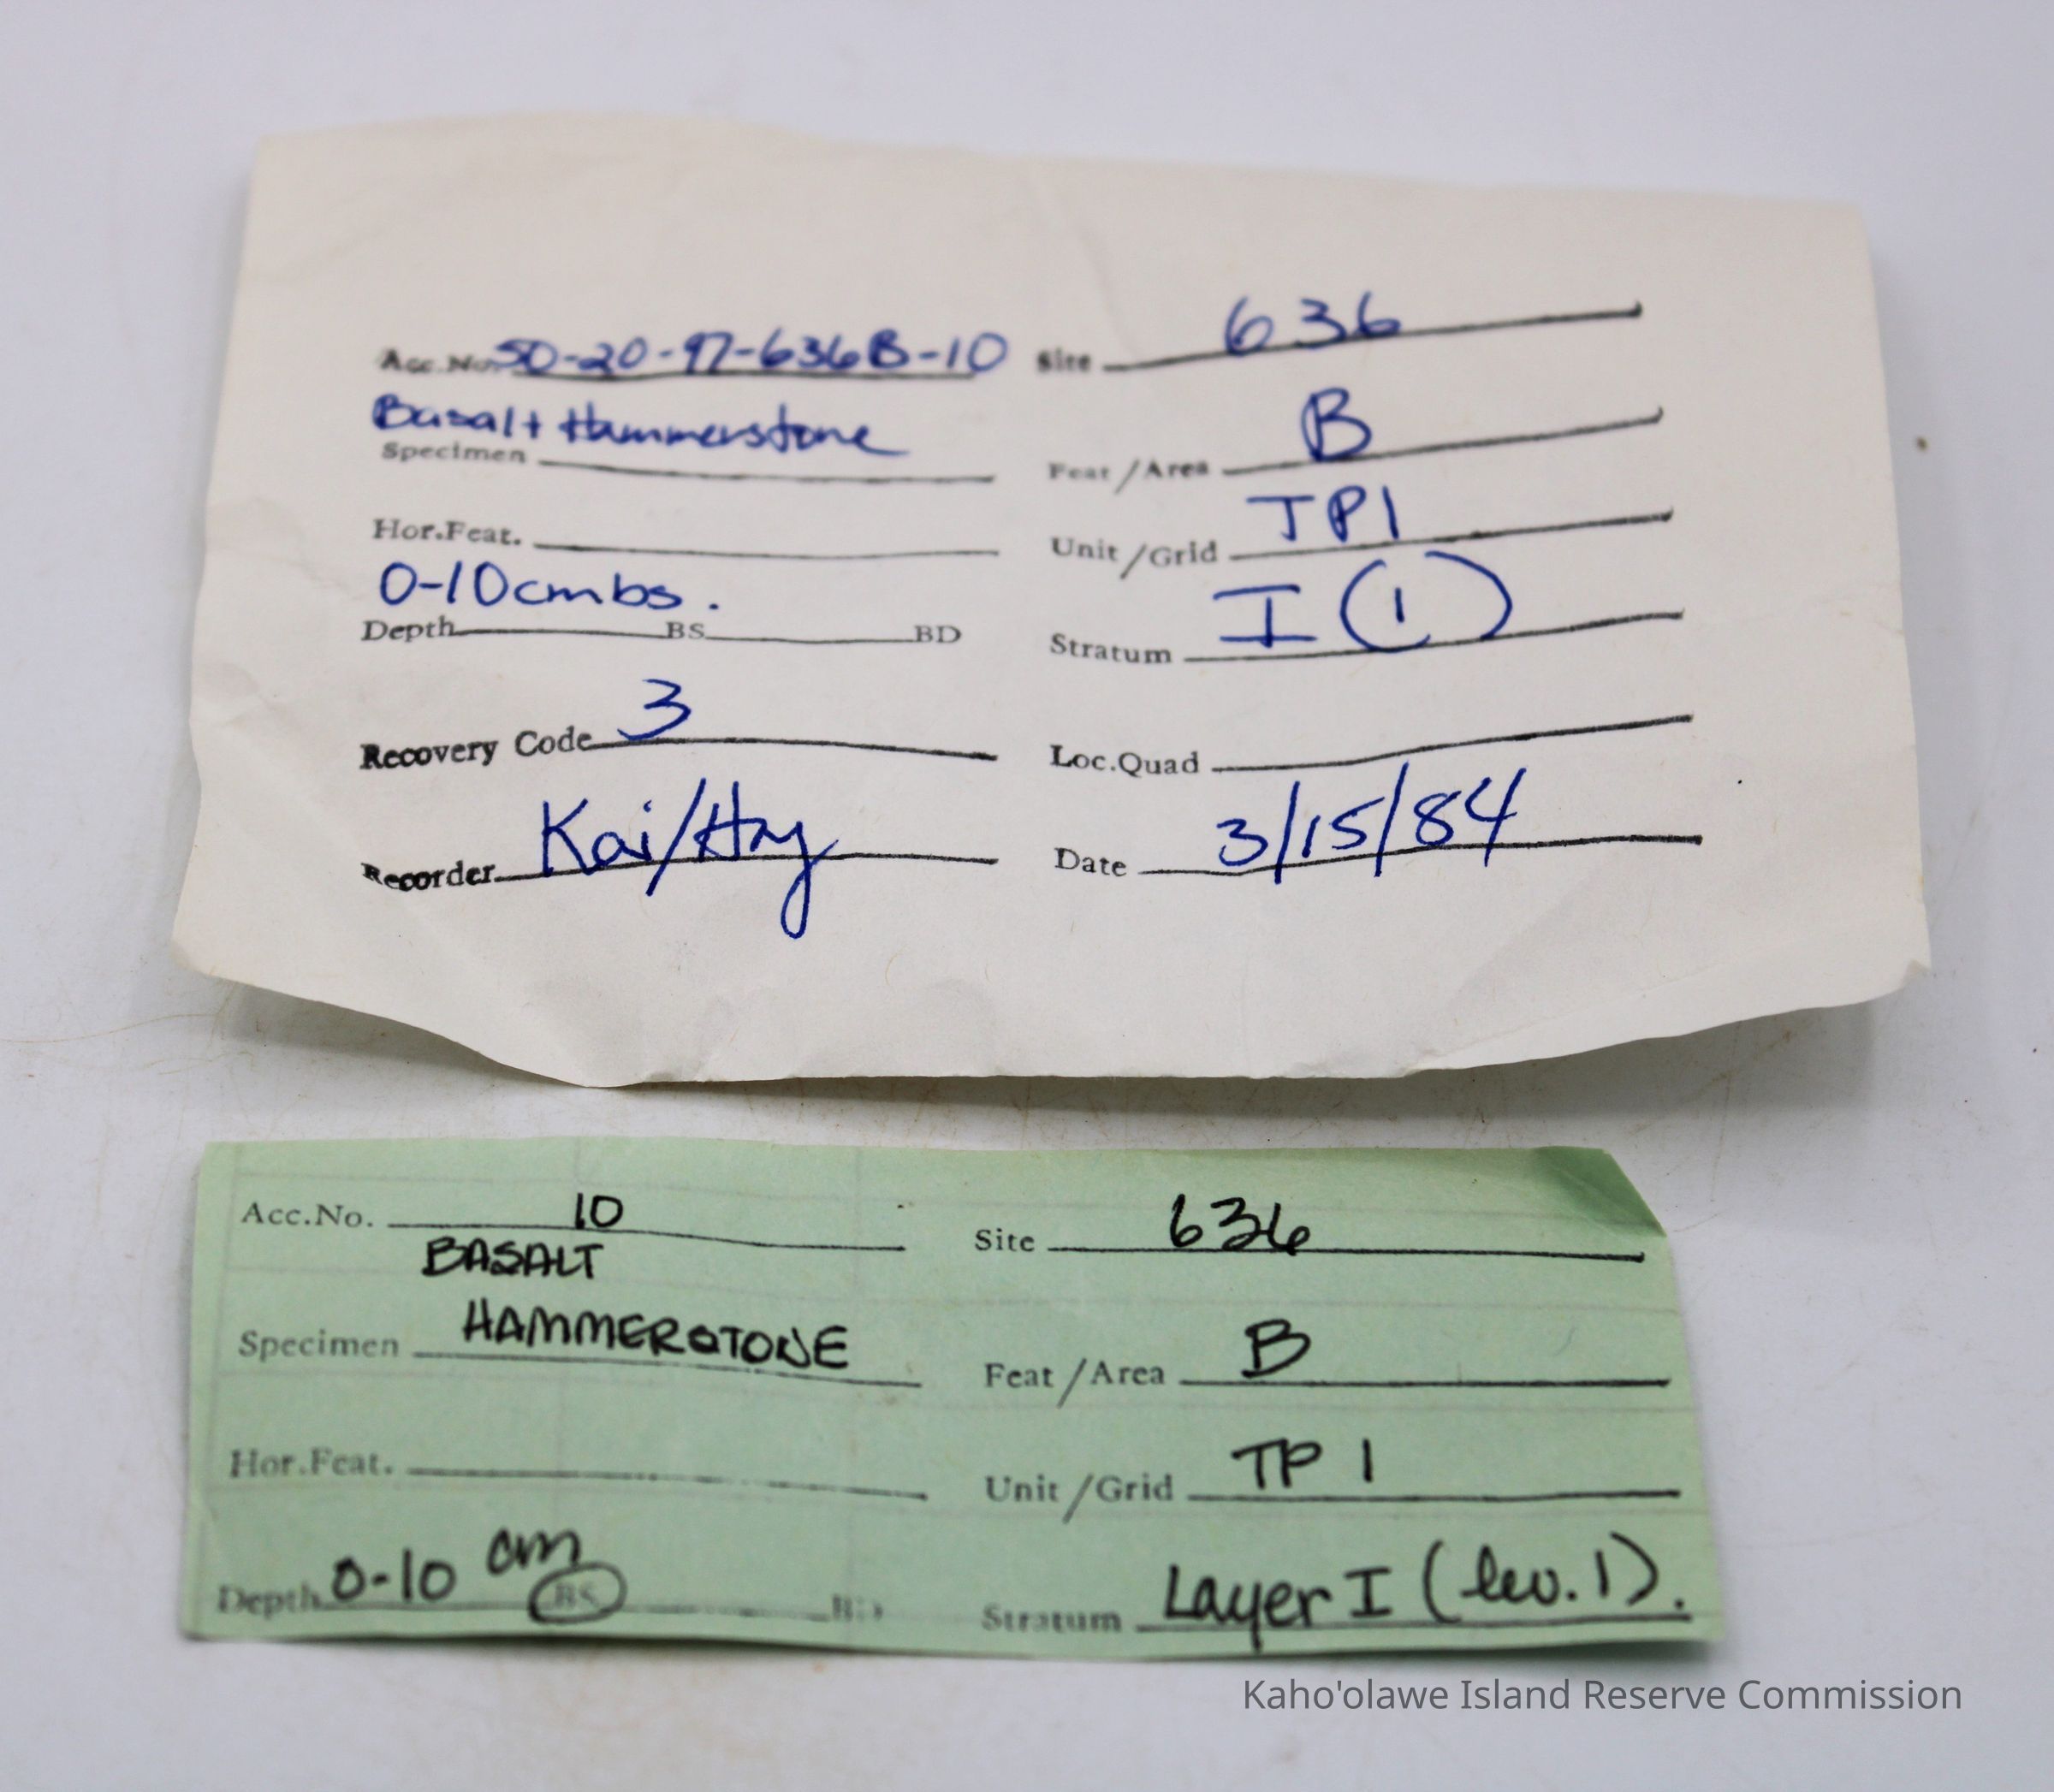 Acc.No. 50-20-97-636B-10 Site 636
Basalt Hammerstone
Specimen Feat/Area B
Hor.Feat. Unit/Grid TP1
0-10cmbs.
Depth BS BD Stratum I (1)
Recovery Code 3 Loc.Quad
Recorder Kai/Hay Date 3/15/84
Acc.No. 10 Site 636
BASALT
Specimen HAMMERSTONE Feat/Area B
Hor.Feat. Unit/Grid TP 1
Depth 0-10 cm BS BD Stratum Layer I (lev. 1).
Kaho'olawe Island Reserve Commission